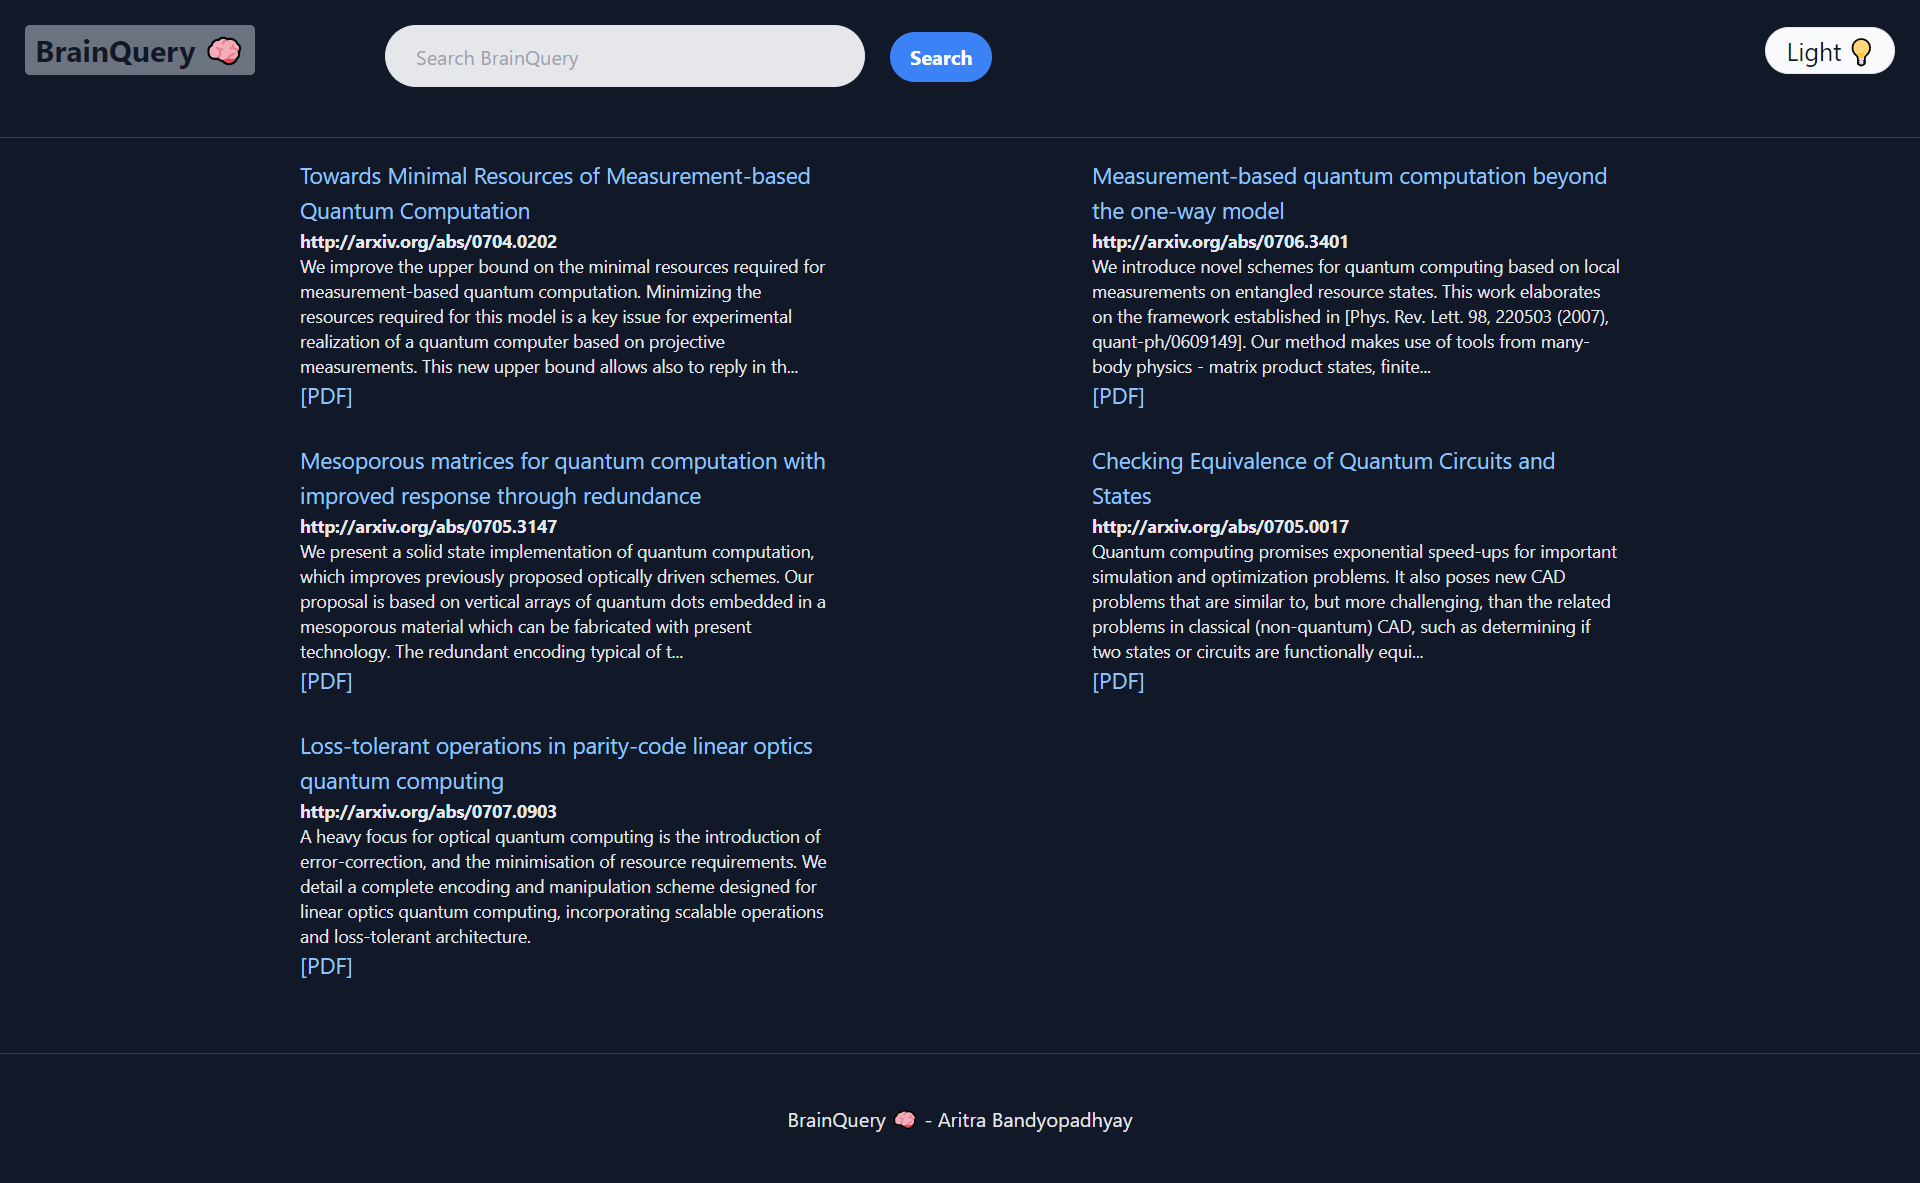 BrainQuery 🧠
Search BrainQuery
Search
Light 💡
Towards Minimal Resources of Measurement-based
Quantum Computation
http://arxiv.org/abs/0704.0202
We improve the upper bound on the minimal resources required for
measurement-based quantum computation. Minimizing the
resources required for this model is a key issue for experimental
realization of a quantum computer based on projective
measurements. This new upper bound allows also to reply in th...
[PDF]
Measurement-based quantum computation beyond
the one-way model
http://arxiv.org/abs/0706.3401
We introduce novel schemes for quantum computing based on local
measurements on entangled resource states. This work elaborates
on the framework established in [Phys. Rev. Lett. 98, 220503 (2007),
quant-ph/0609149]. Our method makes use of tools from many-
body physics - matrix product states, finite...
[PDF]
Mesoporous matrices for quantum computation with
improved response through redundance
http://arxiv.org/abs/0705.3147
We present a solid state implementation of quantum computation,
which improves previously proposed optically driven schemes. Our
proposal is based on vertical arrays of quantum dots embedded in a
mesoporous material which can be fabricated with present
technology. The redundant encoding typical of t...
[PDF]
Checking Equivalence of Quantum Circuits and
States
http://arxiv.org/abs/0705.0017
Quantum computing promises exponential speed-ups for important
simulation and optimization problems. It also poses new CAD
problems that are similar to, but more challenging, than the related
problems in classical (non-quantum) CAD, such as determining if
two states or circuits are functionally equi...
[PDF]
Loss-tolerant operations in parity-code linear optics
quantum computing
http://arxiv.org/abs/0707.0903
A heavy focus for optical quantum computing is the introduction of
error-correction, and the minimisation of resource requirements. We
detail a complete encoding and manipulation scheme designed for
linear optics quantum computing, incorporating scalable operations
and loss-tolerant architecture.
[PDF]
BrainQuery 🧠 - Aritra Bandyopadhyay